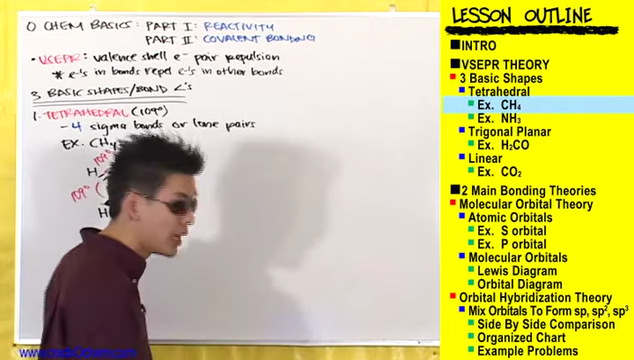 O CHEM BASICS: PART I: REACTIVITY
PART II: COVALENT BONDING
• VSEPR: valence shell e⁻ pair repulsion
* e⁻'s in bonds repel e⁻'s in other bonds
3 BASIC SHAPES/BOND <'s
1. TETRAHEDRAL (109°)
- 4 sigma bonds or lone pairs
EX. CH₄
109°
H
109°
H
LESSON OUTLINE
INTRO
VSEPR THEORY
3 Basic Shapes
Tetrahedral
Ex. CH₄
Ex. NH₃
Trigonal Planar
Ex. H₂CO
Linear
Ex. CO₂
2 Main Bonding Theories
Molecular Orbital Theory
Atomic Orbitals
Ex. S orbital
Ex. P orbital
Molecular Orbitals
Lewis Diagram
Orbital Diagram
Orbital Hybridization Theory
Mix Orbitals To Form sp, sp², sp³
Side By Side Comparison
Organized Chart
Example Problems